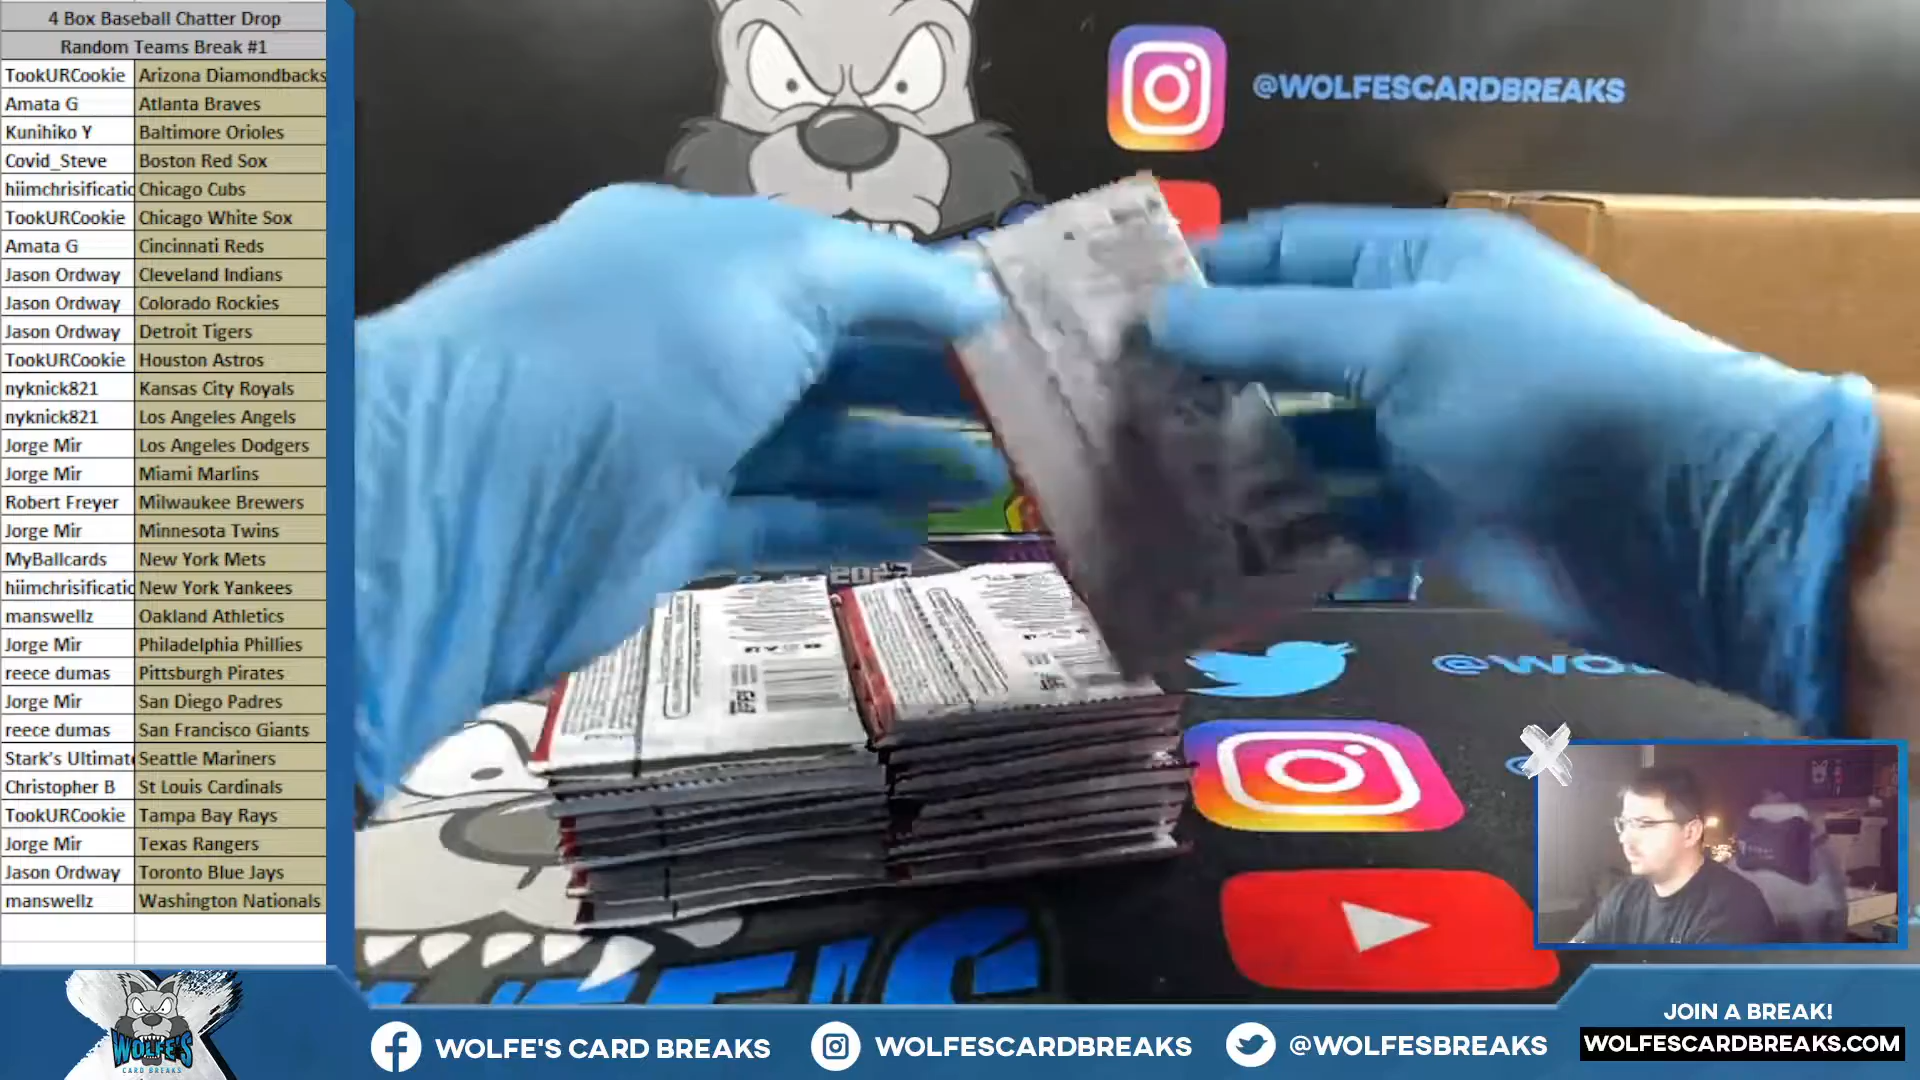 4 Box Baseball Chatter Drop
Random Teams Break #1
TookURCookie Arizona Diamondbacks
Amata G Atlanta Braves
Kunihiko Y Baltimore Orioles
Covid_Steve Boston Red Sox
hiimchrisificatio Chicago Cubs
TookURCookie Chicago White Sox
Amata G Cincinnati Reds
Jason Ordway Cleveland Indians
Jason Ordway Colorado Rockies
Jason Ordway Detroit Tigers
TookURCookie Houston Astros
nyknick821 Kansas City Royals
nyknick821 Los Angeles Angels
Jorge Mir Los Angeles Dodgers
Jorge Mir Miami Marlins
Robert Freyer Milwaukee Brewers
Jorge Mir Minnesota Twins
MyBallcards New York Mets
hiimchrisificatio New York Yankees
manswellz Oakland Athletics
Jorge Mir Philadelphia Phillies
reece dumas Pittsburgh Pirates
Jorge Mir San Diego Padres
reece dumas San Francisco Giants
Stark's Ultimat Seattle Mariners
Christopher B St Louis Cardinals
TookURCookie Tampa Bay Rays
Jorge Mir Texas Rangers
Jason Ordway Toronto Blue Jays
manswellz Washington Nationals
@WOLFESCARDBREAKS
@WOL
WOLFE'S
CARD BREAKS
WOLFE'S CARD BREAKS
WOLFESCARDBREAKS
@WOLFESBREAKS
JOIN A BREAK!
WOLFESCARDBREAKS.COM